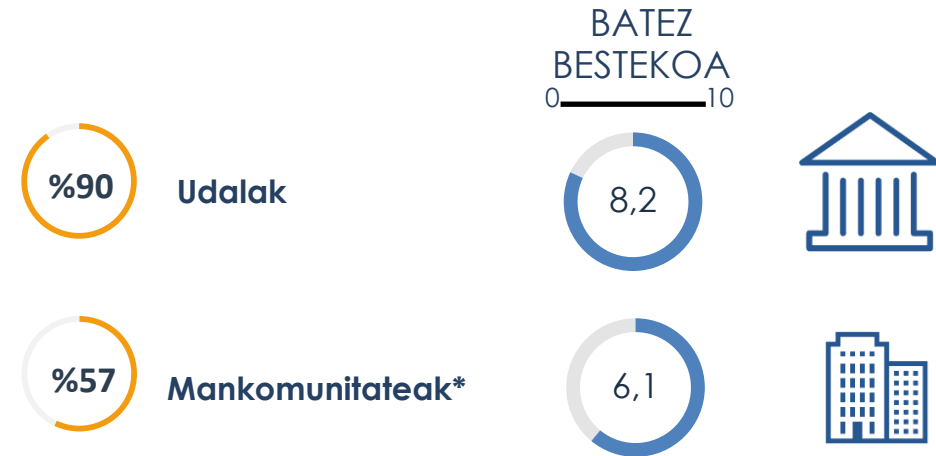 BATEZ
BESTEKOA
0 10
%90 Udalak 8,2
%57 Mankomunitateak* 6,1